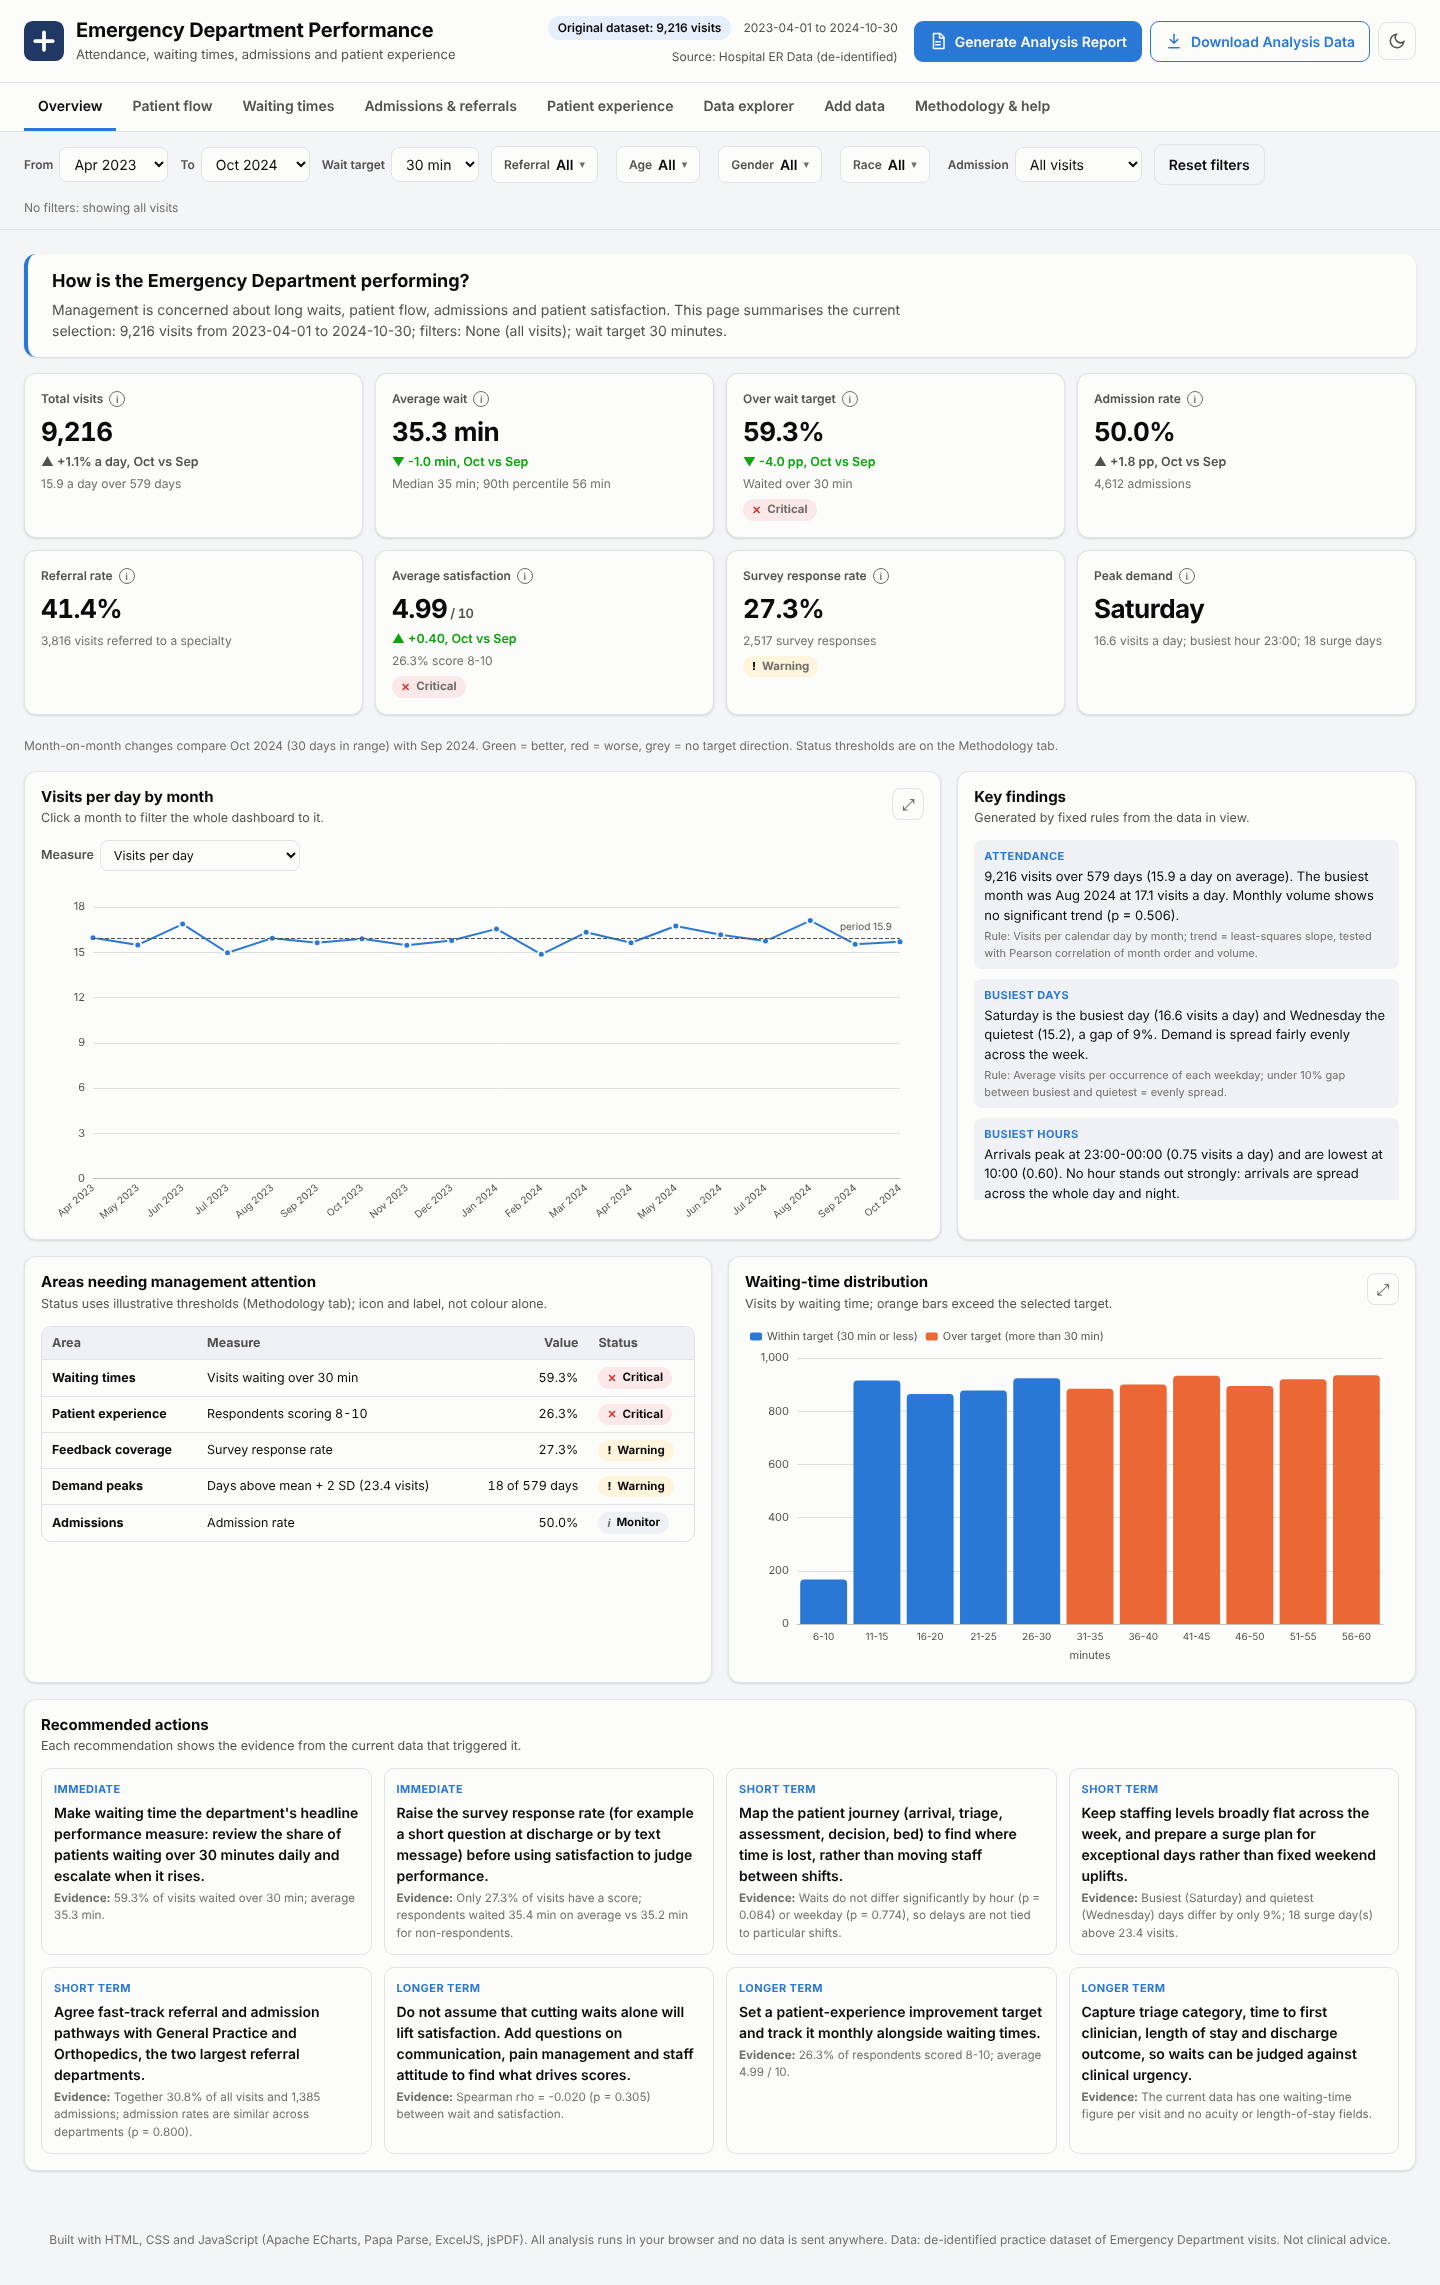 Emergency Department Performance
Attendance, waiting times, admissions and patient experience
Original dataset: 9,216 visits
2023-04-01 to 2024-10-30
Source: Hospital ER Data (de-identified)
Generate Analysis Report
Download Analysis Data
Overview
Patient flow
Waiting times
Admissions & referrals
Patient experience
Data explorer
Add data
Methodology & help
From Apr 2023
To Oct 2024
Wait target 30 min
Referral All ▾
Age All ▾
Gender All ▾
Race All ▾
Admission All visits
Reset filters
No filters: showing all visits
How is the Emergency Department performing?
Management is concerned about long waits, patient flow, admissions and patient satisfaction. This page summarises the current
selection: 9,216 visits from 2023-04-01 to 2024-10-30; filters: None (all visits); wait target 30 minutes.
Total visits i
9,216
▲ +1.1% a day, Oct vs Sep
15.9 a day over 579 days
Average wait i
35.3 min
▼ -1.0 min, Oct vs Sep
Median 35 min; 90th percentile 56 min
Over wait target i
59.3%
▼ -4.0 pp, Oct vs Sep
Waited over 30 min
✕ Critical
Admission rate i
50.0%
▲ +1.8 pp, Oct vs Sep
4,612 admissions
Referral rate i
41.4%
3,816 visits referred to a specialty
Average satisfaction i
4.99 / 10
▲ +0.40, Oct vs Sep
26.3% score 8-10
✕ Critical
Survey response rate i
27.3%
2,517 survey responses
! Warning
Peak demand i
Saturday
16.6 visits a day; busiest hour 23:00; 18 surge days
Month-on-month changes compare Oct 2024 (30 days in range) with Sep 2024. Green = better, red = worse, grey = no target direction. Status thresholds are on the Methodology tab.
Visits per day by month
Click a month to filter the whole dashboard to it.
Measure Visits per day
18
15
12
9
6
3
0
period 15.9
Apr 2023
May 2023
Jun 2023
Jul 2023
Aug 2023
Sep 2023
Oct 2023
Nov 2023
Dec 2023
Jan 2024
Feb 2024
Mar 2024
Apr 2024
May 2024
Jun 2024
Jul 2024
Aug 2024
Sep 2024
Oct 2024
Key findings
Generated by fixed rules from the data in view.
ATTENDANCE
9,216 visits over 579 days (15.9 a day on average). The busiest
month was Aug 2024 at 17.1 visits a day. Monthly volume shows
no significant trend (p = 0.506).
Rule: Visits per calendar day by month; trend = least-squares slope, tested
with Pearson correlation of month order and volume.
BUSIEST DAYS
Saturday is the busiest day (16.6 visits a day) and Wednesday the
quietest (15.2), a gap of 9%. Demand is spread fairly evenly
across the week.
Rule: Average visits per occurrence of each weekday; under 10% gap
between busiest and quietest = evenly spread.
BUSIEST HOURS
Arrivals peak at 23:00-00:00 (0.75 visits a day) and are lowest at
10:00 (0.60). No hour stands out strongly: arrivals are spread
across the whole day and night.
Areas needing management attention
Status uses illustrative thresholds (Methodology tab); icon and label, not colour alone.
Area Measure Value Status
Waiting times Visits waiting over 30 min 59.3% ✕ Critical
Patient experience Respondents scoring 8-10 26.3% ✕ Critical
Feedback coverage Survey response rate 27.3% ! Warning
Demand peaks Days above mean + 2 SD (23.4 visits) 18 of 579 days ! Warning
Admissions Admission rate 50.0% i Monitor
Waiting-time distribution
Visits by waiting time; orange bars exceed the selected target.
Within target (30 min or less) Over target (more than 30 min)
1,000
800
600
400
200
0
6-10 11-15 16-20 21-25 26-30 31-35 36-40 41-45 46-50 51-55 56-60
minutes
Recommended actions
Each recommendation shows the evidence from the current data that triggered it.
IMMEDIATE
Make waiting time the department's headline
performance measure: review the share of
patients waiting over 30 minutes daily and
escalate when it rises.
Evidence: 59.3% of visits waited over 30 min; average
35.3 min.
IMMEDIATE
Raise the survey response rate (for example
a short question at discharge or by text
message) before using satisfaction to judge
performance.
Evidence: Only 27.3% of visits have a score;
respondents waited 35.4 min on average vs 35.2 min
for non-respondents.
SHORT TERM
Map the patient journey (arrival, triage,
assessment, decision, bed) to find where
time is lost, rather than moving staff
between shifts.
Evidence: Waits do not differ significantly by hour (p =
0.084) or weekday (p = 0.774), so delays are not tied
to particular shifts.
SHORT TERM
Keep staffing levels broadly flat across the
week, and prepare a surge plan for
exceptional days rather than fixed weekend
uplifts.
Evidence: Busiest (Saturday) and quietest
(Wednesday) days differ by only 9%; 18 surge day(s)
above 23.4 visits.
SHORT TERM
Agree fast-track referral and admission
pathways with General Practice and
Orthopedics, the two largest referral
departments.
Evidence: Together 30.8% of all visits and 1,385
admissions; admission rates are similar across
departments (p = 0.800).
LONGER TERM
Do not assume that cutting waits alone will
lift satisfaction. Add questions on
communication, pain management and staff
attitude to find what drives scores.
Evidence: Spearman rho = -0.020 (p = 0.305)
between wait and satisfaction.
LONGER TERM
Set a patient-experience improvement target
and track it monthly alongside waiting times.
Evidence: 26.3% of respondents scored 8-10; average
4.99 / 10.
LONGER TERM
Capture triage category, time to first
clinician, length of stay and discharge
outcome, so waits can be judged against
clinical urgency.
Evidence: The current data has one waiting-time
figure per visit and no acuity or length-of-stay fields.
Built with HTML, CSS and JavaScript (Apache ECharts, Papa Parse, ExcelJS, jsPDF). All analysis runs in your browser and no data is sent anywhere. Data: de-identified practice dataset of Emergency Department visits. Not clinical advice.